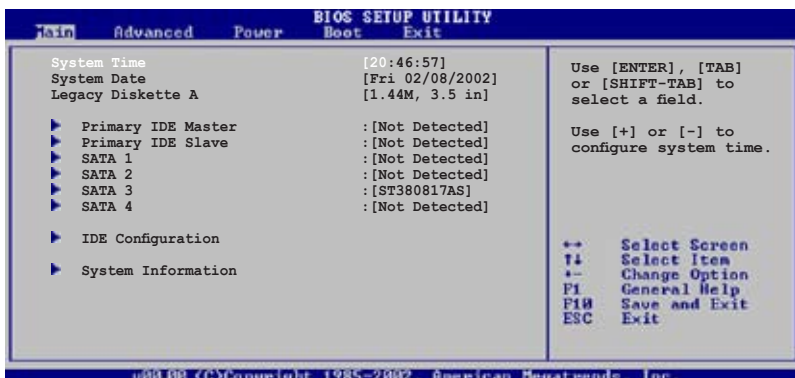 BIOS SETUP UTILITY
Main Advanced Power Boot Exit
System Time [20:46:57]
System Date [Fri 02/08/2002]
Legacy Diskette A [1.44M, 3.5 in]
Primary IDE Master :[Not Detected]
Primary IDE Slave :[Not Detected]
SATA 1 :[Not Detected]
SATA 2 :[Not Detected]
SATA 3 :[ST380817AS]
SATA 4 :[Not Detected]
IDE Configuration
System Information
Use [ENTER], [TAB]
or [SHIFT-TAB] to
select a field.
Use [+] or [-] to
configure system time.
←→ Select Screen
↑↓ Select Item
+- Change Option
F1 General Help
F10 Save and Exit
ESC Exit
v00.00 (C)Copyright 1985-2002, American Megatrends, Inc.